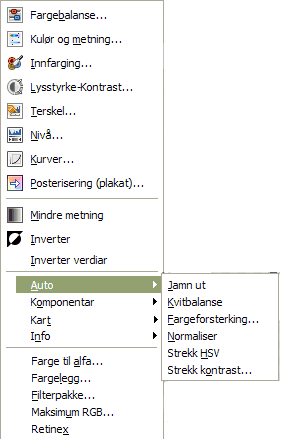 Fargebalanse...
Kulør og metning...
Innfarging...
Lysstyrke-Kontrast...
Terskel...
Nivå...
Kurver...
Posterisering (plakat)...
Mindre metning
Inverter
Inverter verdiar
Auto
Komponentar
Kart
Info
Jamn ut
Kvitbalanse
Fargeforsterking...
Normaliser
Strekk HSV
Strekk kontrast...
Farge til alfa...
Fargelegg...
Filterpakke...
Maksimum RGB...
Retinex